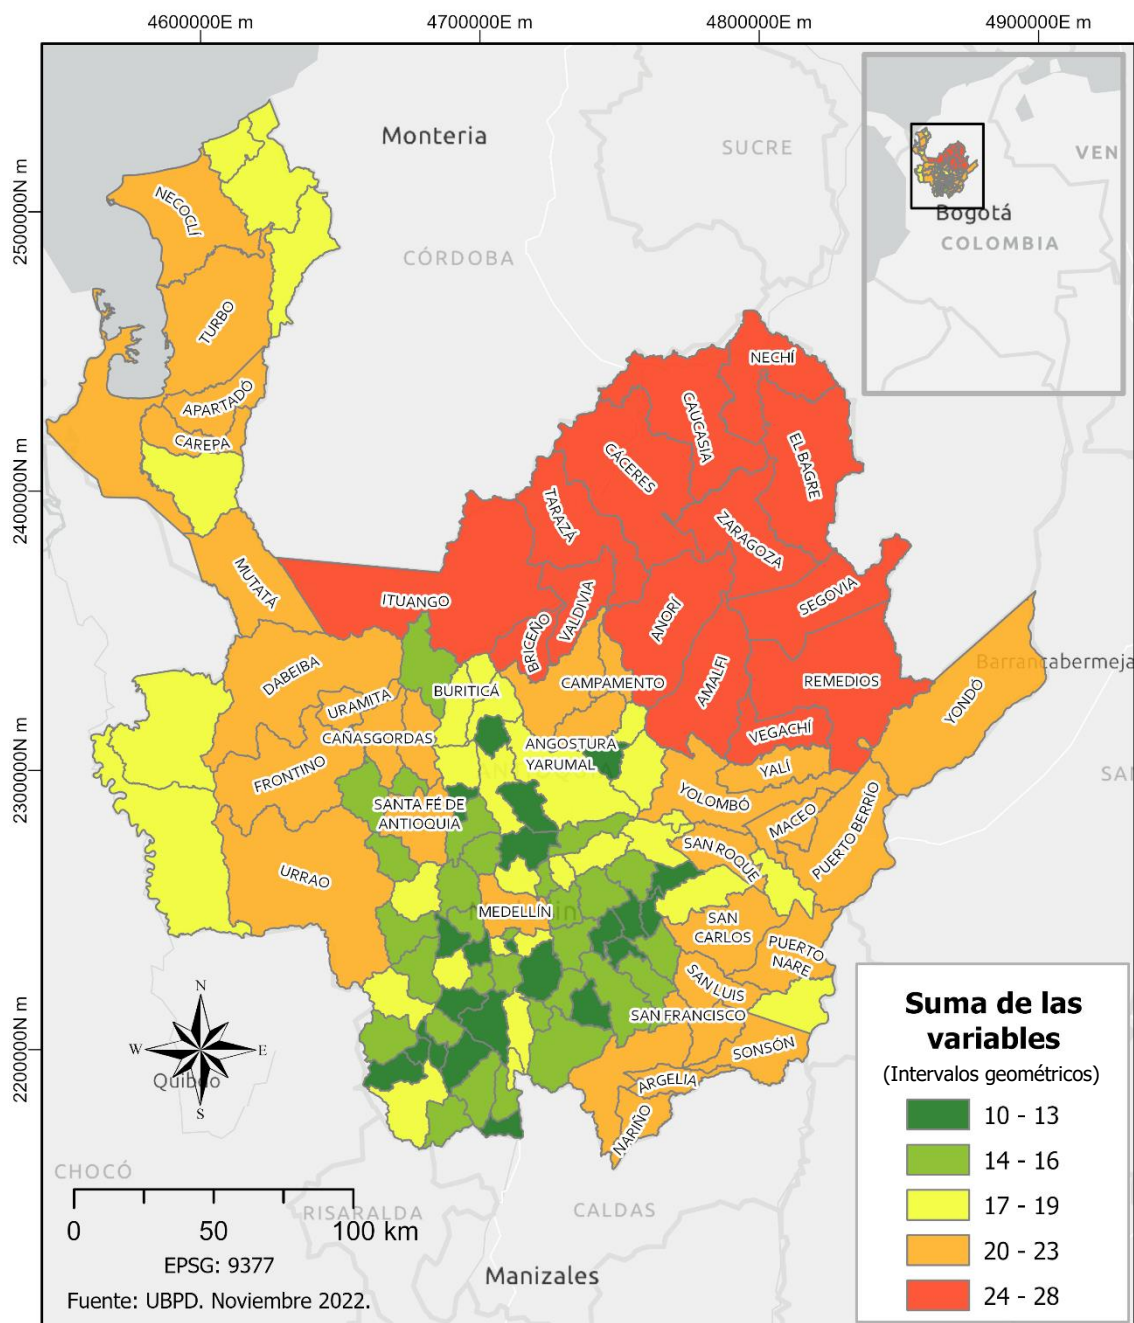 4600000E m
4700000E m
4800000E m
4900000E m
2500000N m
2400000N m
2300000N m
2200000N m
Monteria
SUCRE
CÓRDOBA
VEN
Bogotá
COLOMBIA
NECOCLÍ
TURBO
APARTADÓ
CAREPA
MUTATÁ
NECHÍ
CAUCASIA
EL BAGRE
CÁCERES
TARAZÁ
ZARAGOZA
SEGOVIA
ITUANGO
BRICEÑO
VALDIVIA
ANORÍ
AMALFI
REMEDIOS
VEGACHÍ
Barrancabermeja
YONDÓ
DABEIBA
URAMITA
CAÑASGORDAS
FRONTINO
BURITICÁ
CAMPAMENTO
ANGOSTURA
YARUMAL
SANTA FÉ DE
ANTIOQUIA
YALÍ
YOLOMBÓ
MACEO
PUERTO BERRÍO
SAN ROQUE
URRAO
MEDELLÍN
SAN
CARLOS
PUERTO
NARE
SAN LUIS
SAN FRANCISCO
SONSÓN
ARGELIA
NARIÑO
SAN
N
W
E
S
Quibdo
CHOCÓ
RISARALDA
CALDAS
Manizales
0 50 100 km
EPSG: 9377
Fuente: UBPD. Noviembre 2022.
Suma de las
variables
(Intervalos geométricos)
10 - 13
14 - 16
17 - 19
20 - 23
24 - 28